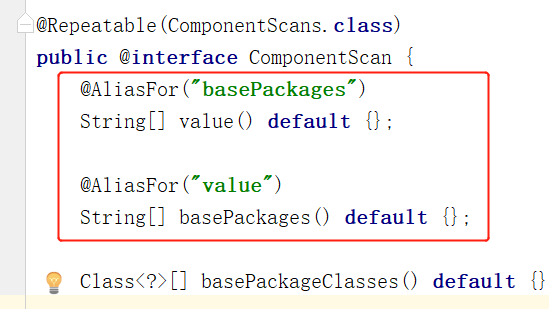 @Repeatable(ComponentScans.class)
public @interface ComponentScan {
@AliasFor("basePackages")
String[] value() default {};
@AliasFor("value")
String[] basePackages() default {};
Class<?>[] basePackageClasses() default {}